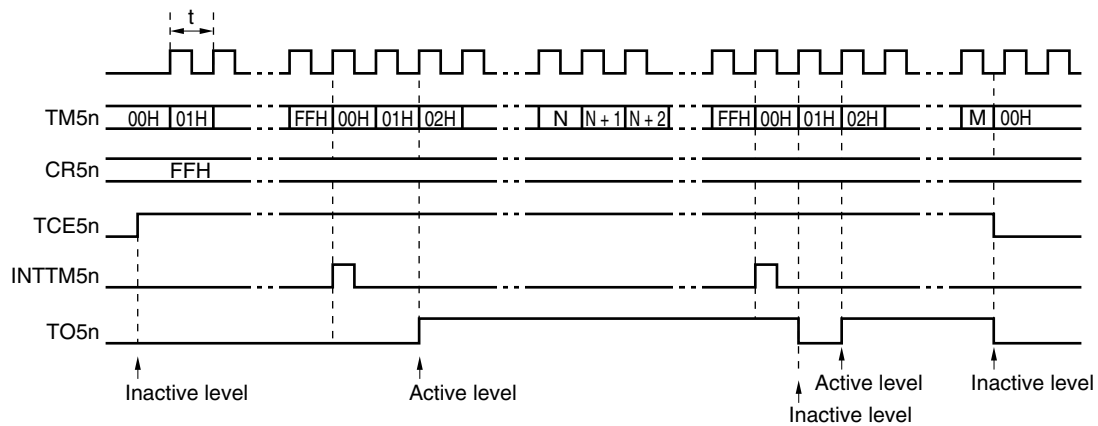 t
TM5n 00H 01H FFH 00H 01H 02H N N + 1 N + 2 FFH 00H 01H 02H M 00H
CR5n FFH
TCE5n
INTTM5n
TO5n
Inactive level Active level Active level Inactive level
Inactive level